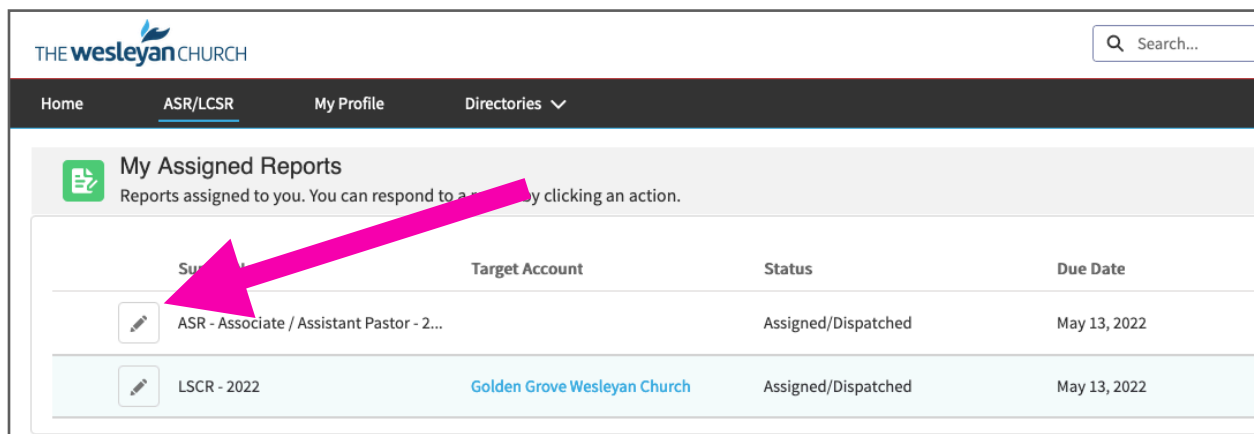 THE wesleyan CHURCH
Search...
Home ASR/LCSR My Profile Directories
My Assigned Reports
Reports assigned to you. You can respond to a by clicking an action.
Target Account Status Due Date
ASR - Associate / Assistant Pastor - 2... Assigned/Dispatched May 13, 2022
LSCR - 2022 Golden Grove Wesleyan Church Assigned/Dispatched May 13, 2022